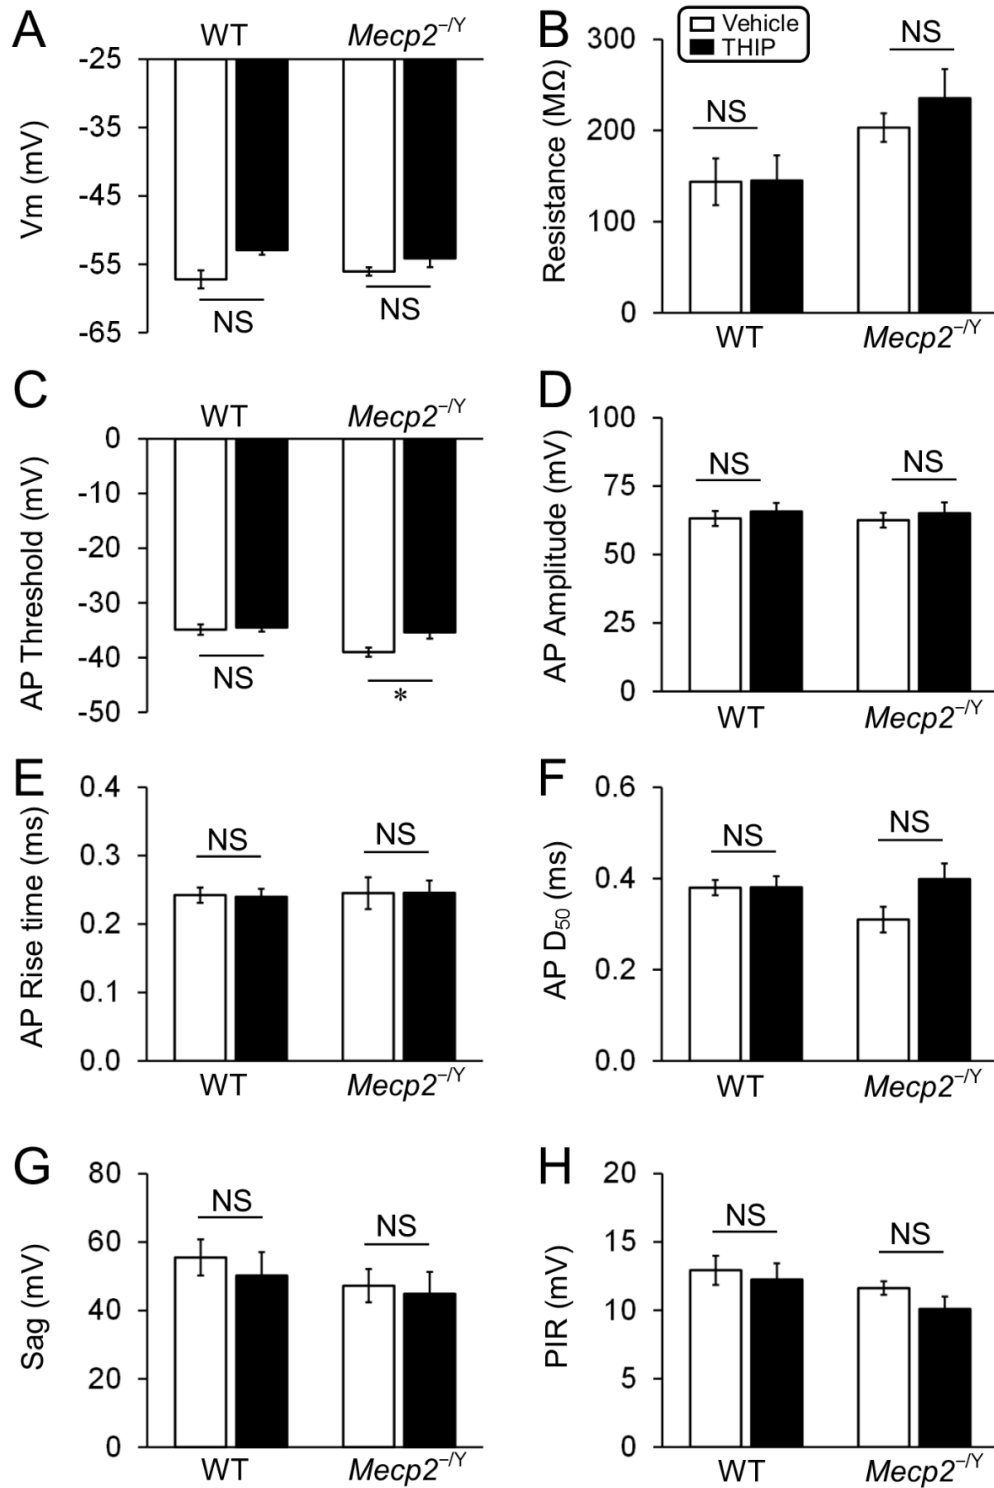 A
WT Mecp2–/Y
-25
-35
-45
-55
-65
Vm (mV)
NS NS
B
Vehicle
THIP
300
200
100
0
Resistance (MΩ)
NS NS
WT Mecp2–/Y
C
WT Mecp2–/Y
0
-10
-20
-30
-40
-50
AP Threshold (mV)
NS *
D
100
75
50
25
0
AP Amplitude (mV)
NS NS
WT Mecp2–/Y
E
0.4
0.3
0.2
0.1
0.0
AP Rise time (ms)
NS NS
WT Mecp2–/Y
F
0.6
0.4
0.2
0.0
AP D50 (ms)
NS NS
WT Mecp2–/Y
G
80
60
40
20
0
Sag (mV)
NS NS
WT Mecp2–/Y
H
20
15
10
5
0
PIR (mV)
NS NS
WT Mecp2–/Y